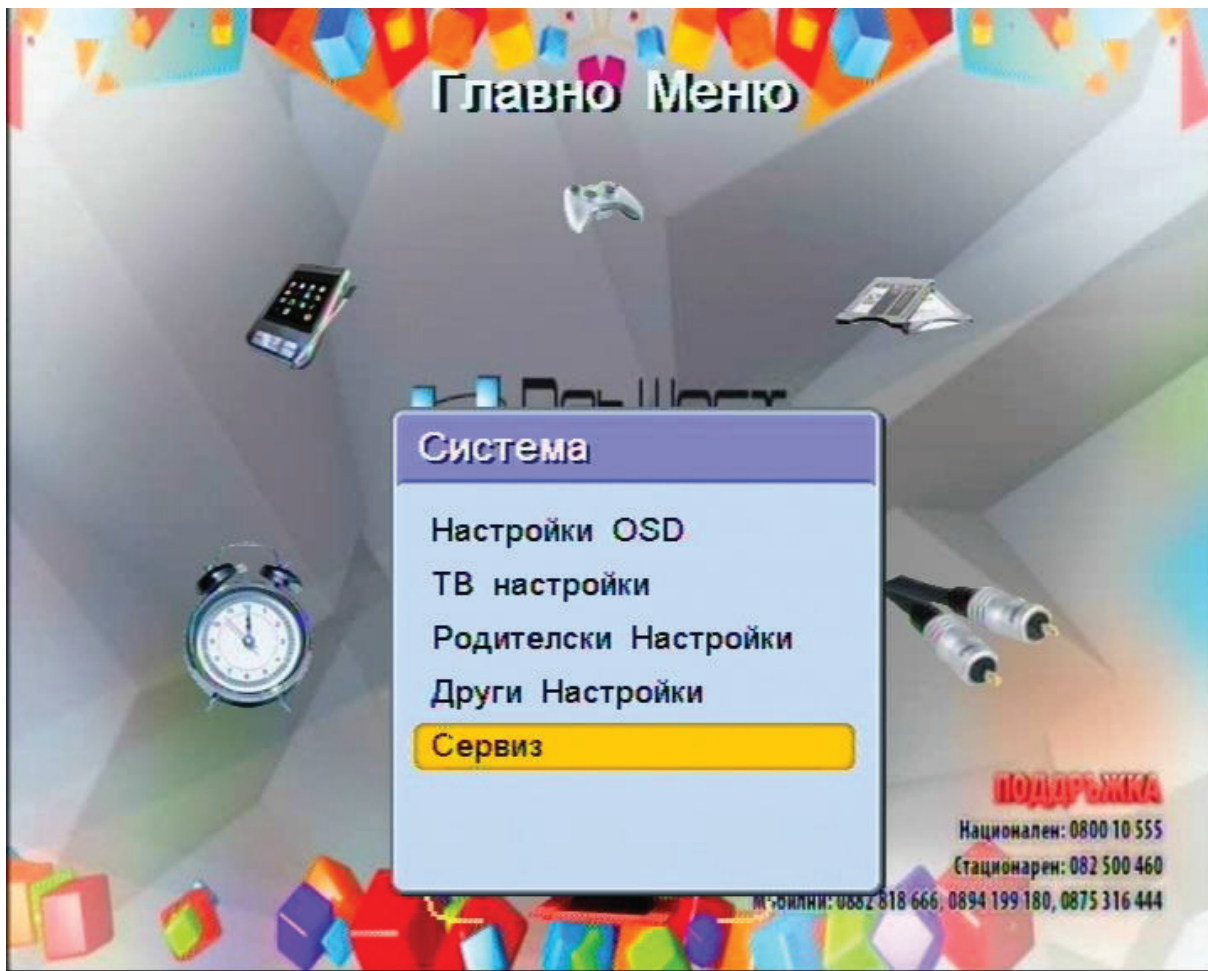 Главно Меню
Система
Настройки OSD
ТВ настройки
Родителски Настройки
Други Настройки
Сервиз
ПОДДРЪЖКА
Национален: 0800 10 555
Стационарен: 082 500 460
0882 818 666, 0894 199 180, 0875 316 444